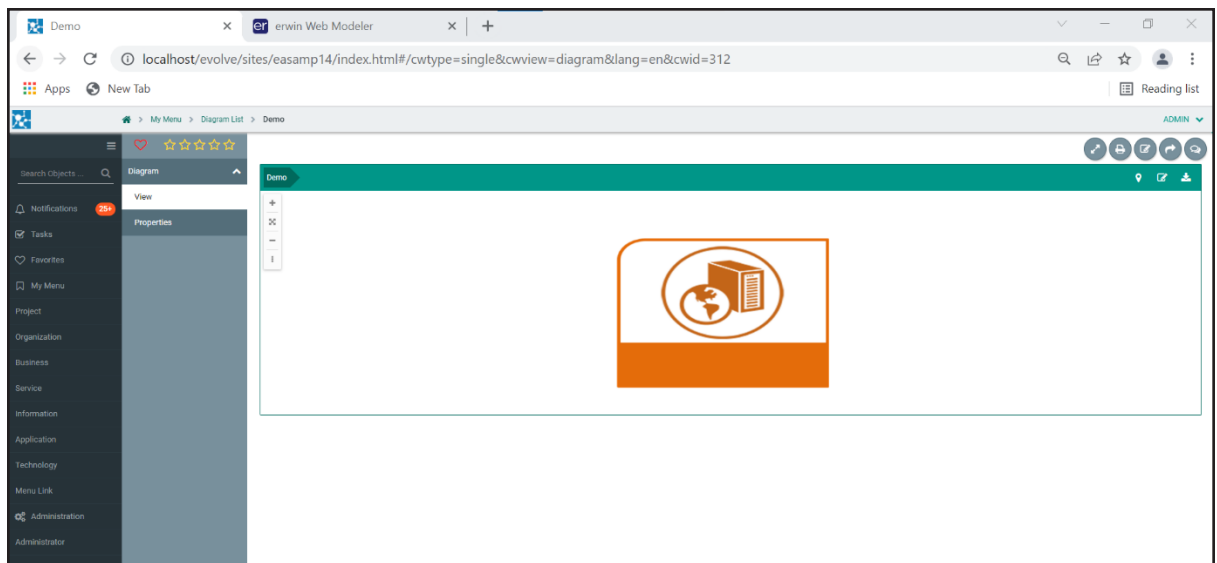 Demo
er erwin Web Modeler
localhost/evolve/sites/easamp14/index.html#/cwtype=single&cwview=diagram&lang=en&cwid=312
Apps New Tab
Reading list
> My Menu > Diagram List > Demo
ADMIN
Search Objects ...
Diagram
Demo
View
Notifications 25+
Properties
Tasks
Favorites
My Menu
Project
Organization
Business
Service
Information
Application
Technology
Menu Link
Administration
Administrator